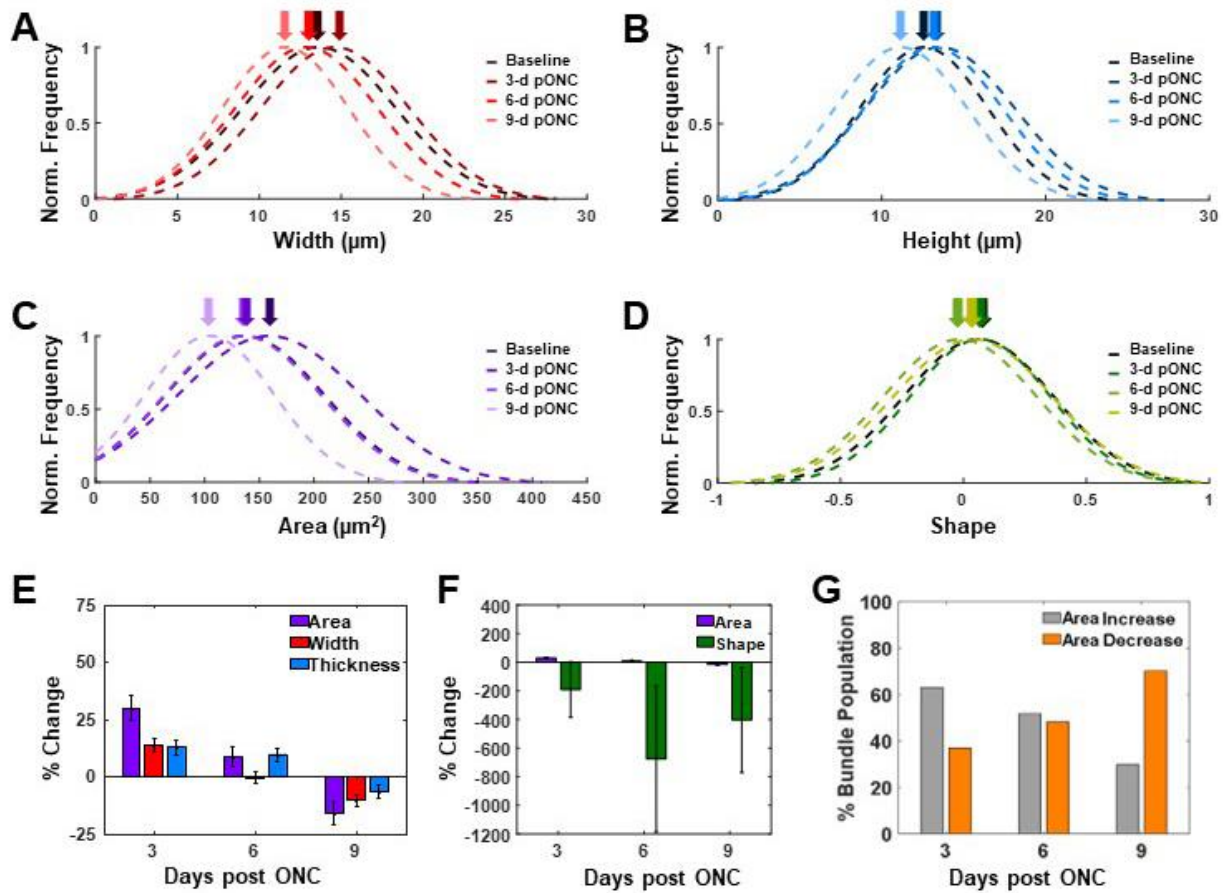 A
Norm. Frequency
1
0.5
0
0
5
10
15
20
25
30
Width (µm)
Baseline
3-d pONC
6-d pONC
9-d pONC
B
Norm. Frequency
1
0.5
0
0
10
20
30
Height (µm)
Baseline
3-d pONC
6-d pONC
9-d pONC
C
Norm. Frequency
1
0.5
0
0
50
100
150
200
250
300
350
400
450
Area (µm²)
Baseline
3-d pONC
6-d pONC
9-d pONC
D
Norm. Frequency
1
0.5
0
-1
-0.5
0
0.5
1
Shape
Baseline
3-d pONC
6-d pONC
9-d pONC
E
% Change
75
50
25
0
-25
3
6
9
Days post ONC
Area
Width
Thickness
F
% Change
400
200
0
-200
-400
-600
-800
-1000
-1200
3
6
9
Days post ONC
Area
Shape
G
% Bundle Population
100
80
60
40
20
0
3
6
9
Days post ONC
Area Increase
Area Decrease